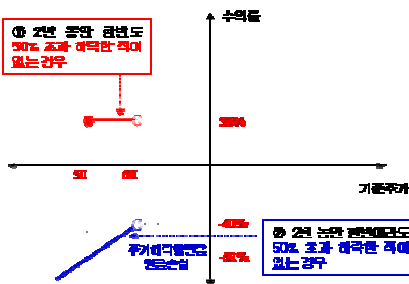 수익률
① 2년 동안 한번도
50% 초과 하락한 적이
없는 경우
50
60
기준주가
-40%
주가하락률만큼
원금손실
② 2년 동안 한번이라도
50% 초과 하락한 적이
있는 경우